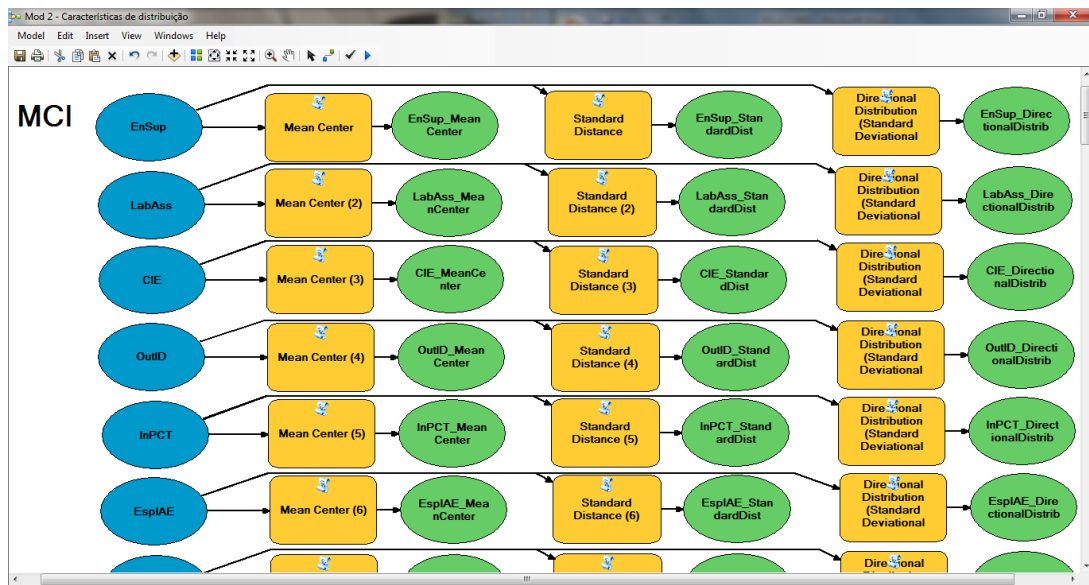 Mod 2 - Características de distribuição
Model Edit Insert View Windows Help
MCI
EnSup
Mean Center
EnSup_Mean
Center
Standard
Distance
EnSup_Stan
dardDist
Directional
Distribution
(Standard
Deviational
EnSup_Direc
tionalDistrib
LabAss
Mean Center (2)
LabAss_Mea
nCenter
Standard
Distance (2)
LabAss_Stan
dardDist
Directional
Distribution
(Standard
Deviational
LabAss_Dire
ctionalDistrib
CIE
Mean Center (3)
CIE_MeanCe
nter
Standard
Distance (3)
CIE_Standar
dDist
Directional
Distribution
(Standard
Deviational
CIE_Directio
nalDistrib
OutID
Mean Center (4)
OutID_Mean
Center
Standard
Distance (4)
OutID_Stand
ardDist
Directional
Distribution
(Standard
Deviational
OutID_Directi
onalDistrib
InPCT
Mean Center (5)
InPCT_Mean
Center
Standard
Distance (5)
InPCT_Stand
ardDist
Directional
Distribution
(Standard
Deviational
InPCT_Direct
ionalDistrib
EspIAE
Mean Center (6)
EspIAE_Mea
nCenter
Standard
Distance (6)
EspIAE_Stan
dardDist
Directional
Distribution
(Standard
Deviational
EspIAE_Dire
ctionalDistrib
Directional